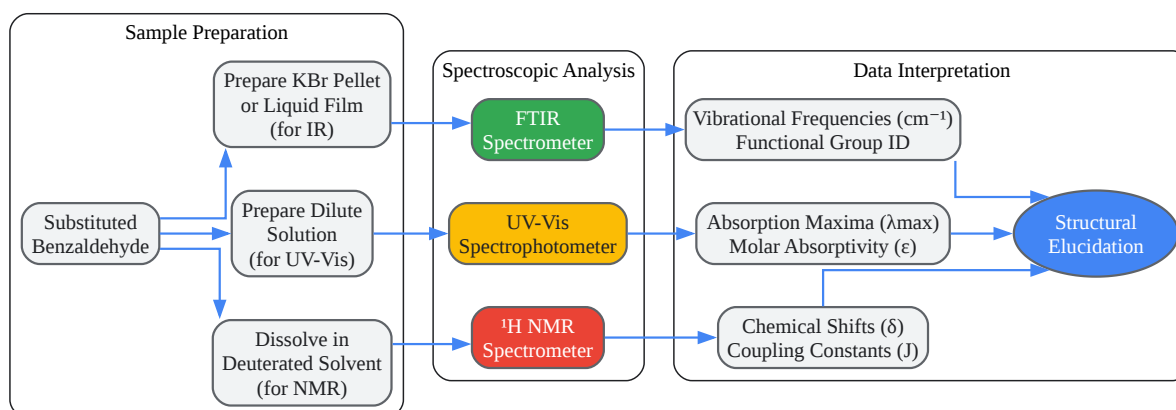 Sample Preparation
Prepare KBr Pellet
or Liquid Film
(for IR)
Substituted
Benzaldehyde
Prepare Dilute
Solution
(for UV-Vis)
Dissolve in
Deuterated Solvent
(for NMR)
Spectroscopic Analysis
FTIR
Spectrometer
UV-Vis
Spectrophotometer
¹H NMR
Spectrometer
Data Interpretation
Vibrational Frequencies (cm⁻¹)
Functional Group ID
Absorption Maxima (λmax)
Molar Absorptivity (ε)
Chemical Shifts (δ)
Coupling Constants (J)
Structural
Elucidation